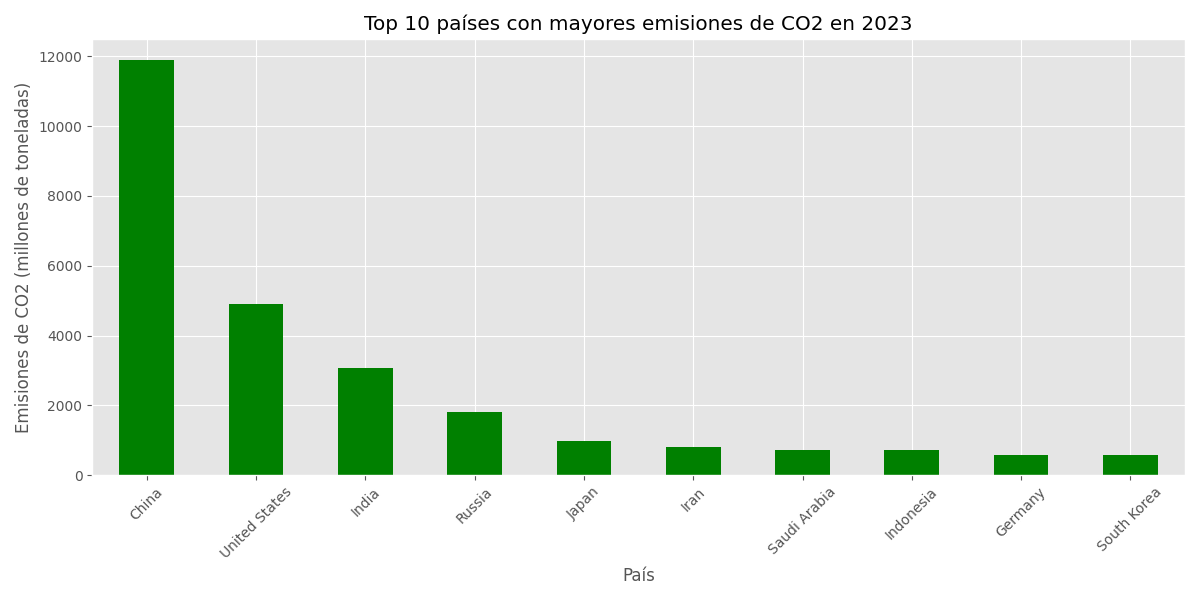 Top 10 países con mayores emisiones de CO2 en 2023
Emisiones de CO2 (millones de toneladas)
12000
10000
8000
6000
4000
2000
0
China
United States
India
Russia
Japan
Iran
Saudi Arabia
Indonesia
Germany
South Korea
País